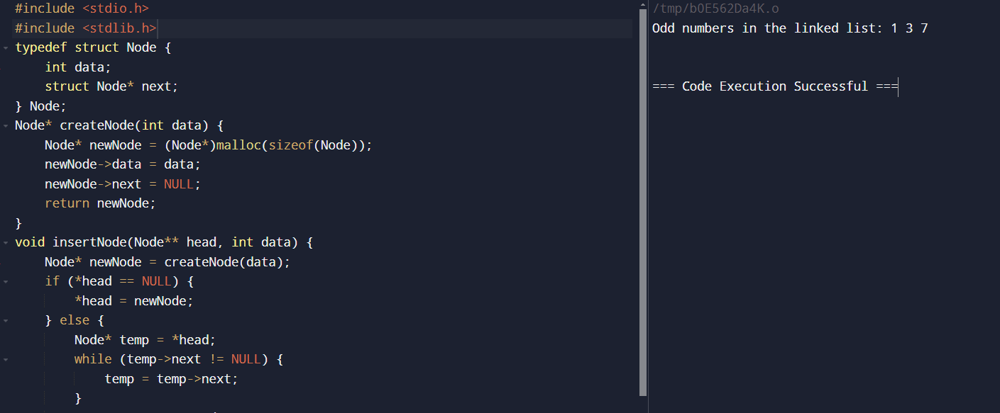 #include <stdio.h>
#include <stdlib.h>
typedef struct Node {
    int data;
    struct Node* next;
} Node;
Node* createNode(int data) {
    Node* newNode = (Node*)malloc(sizeof(Node));
    newNode->data = data;
    newNode->next = NULL;
    return newNode;
}
void insertNode(Node** head, int data) {
    Node* newNode = createNode(data);
    if (*head == NULL) {
        *head = newNode;
    } else {
        Node* temp = *head;
        while (temp->next != NULL) {
            temp = temp->next;
        }
/tmp/b0E562Da4K.o
Odd numbers in the linked list: 1 3 7
=== Code Execution Successful ===